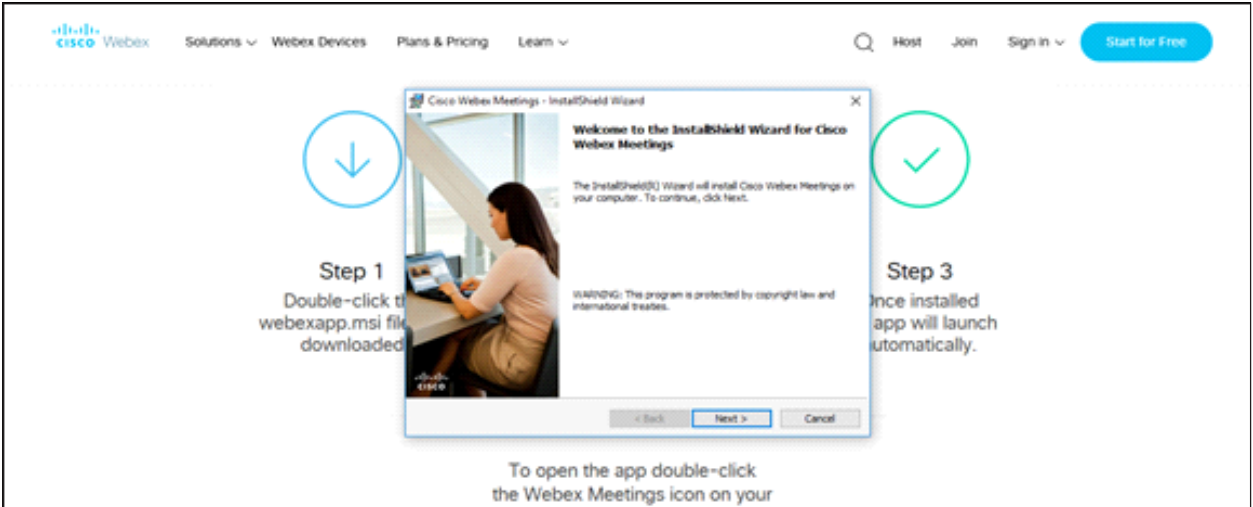 CISCO Webex
Solutions
Webex Devices
Plans & Pricing
Learn
Host
Join
Sign in
Start for Free
Cisco Webex Meetings - InstallShield Wizard
Welcome to the InstallShield Wizard for Cisco
Webex Meetings
The InstallShield(R) Wizard will install Cisco Webex Meetings on
your computer. To continue, click Next.
WARNING: This program is protected by copyright law and
international treaties.
CISCO
< Back
Next >
Cancel
Step 1
Double-click
webexapp.msi
downloaded
Step 3
Once installed
app will launch
automatically.
To open the app double-click
the Webex Meetings icon on your